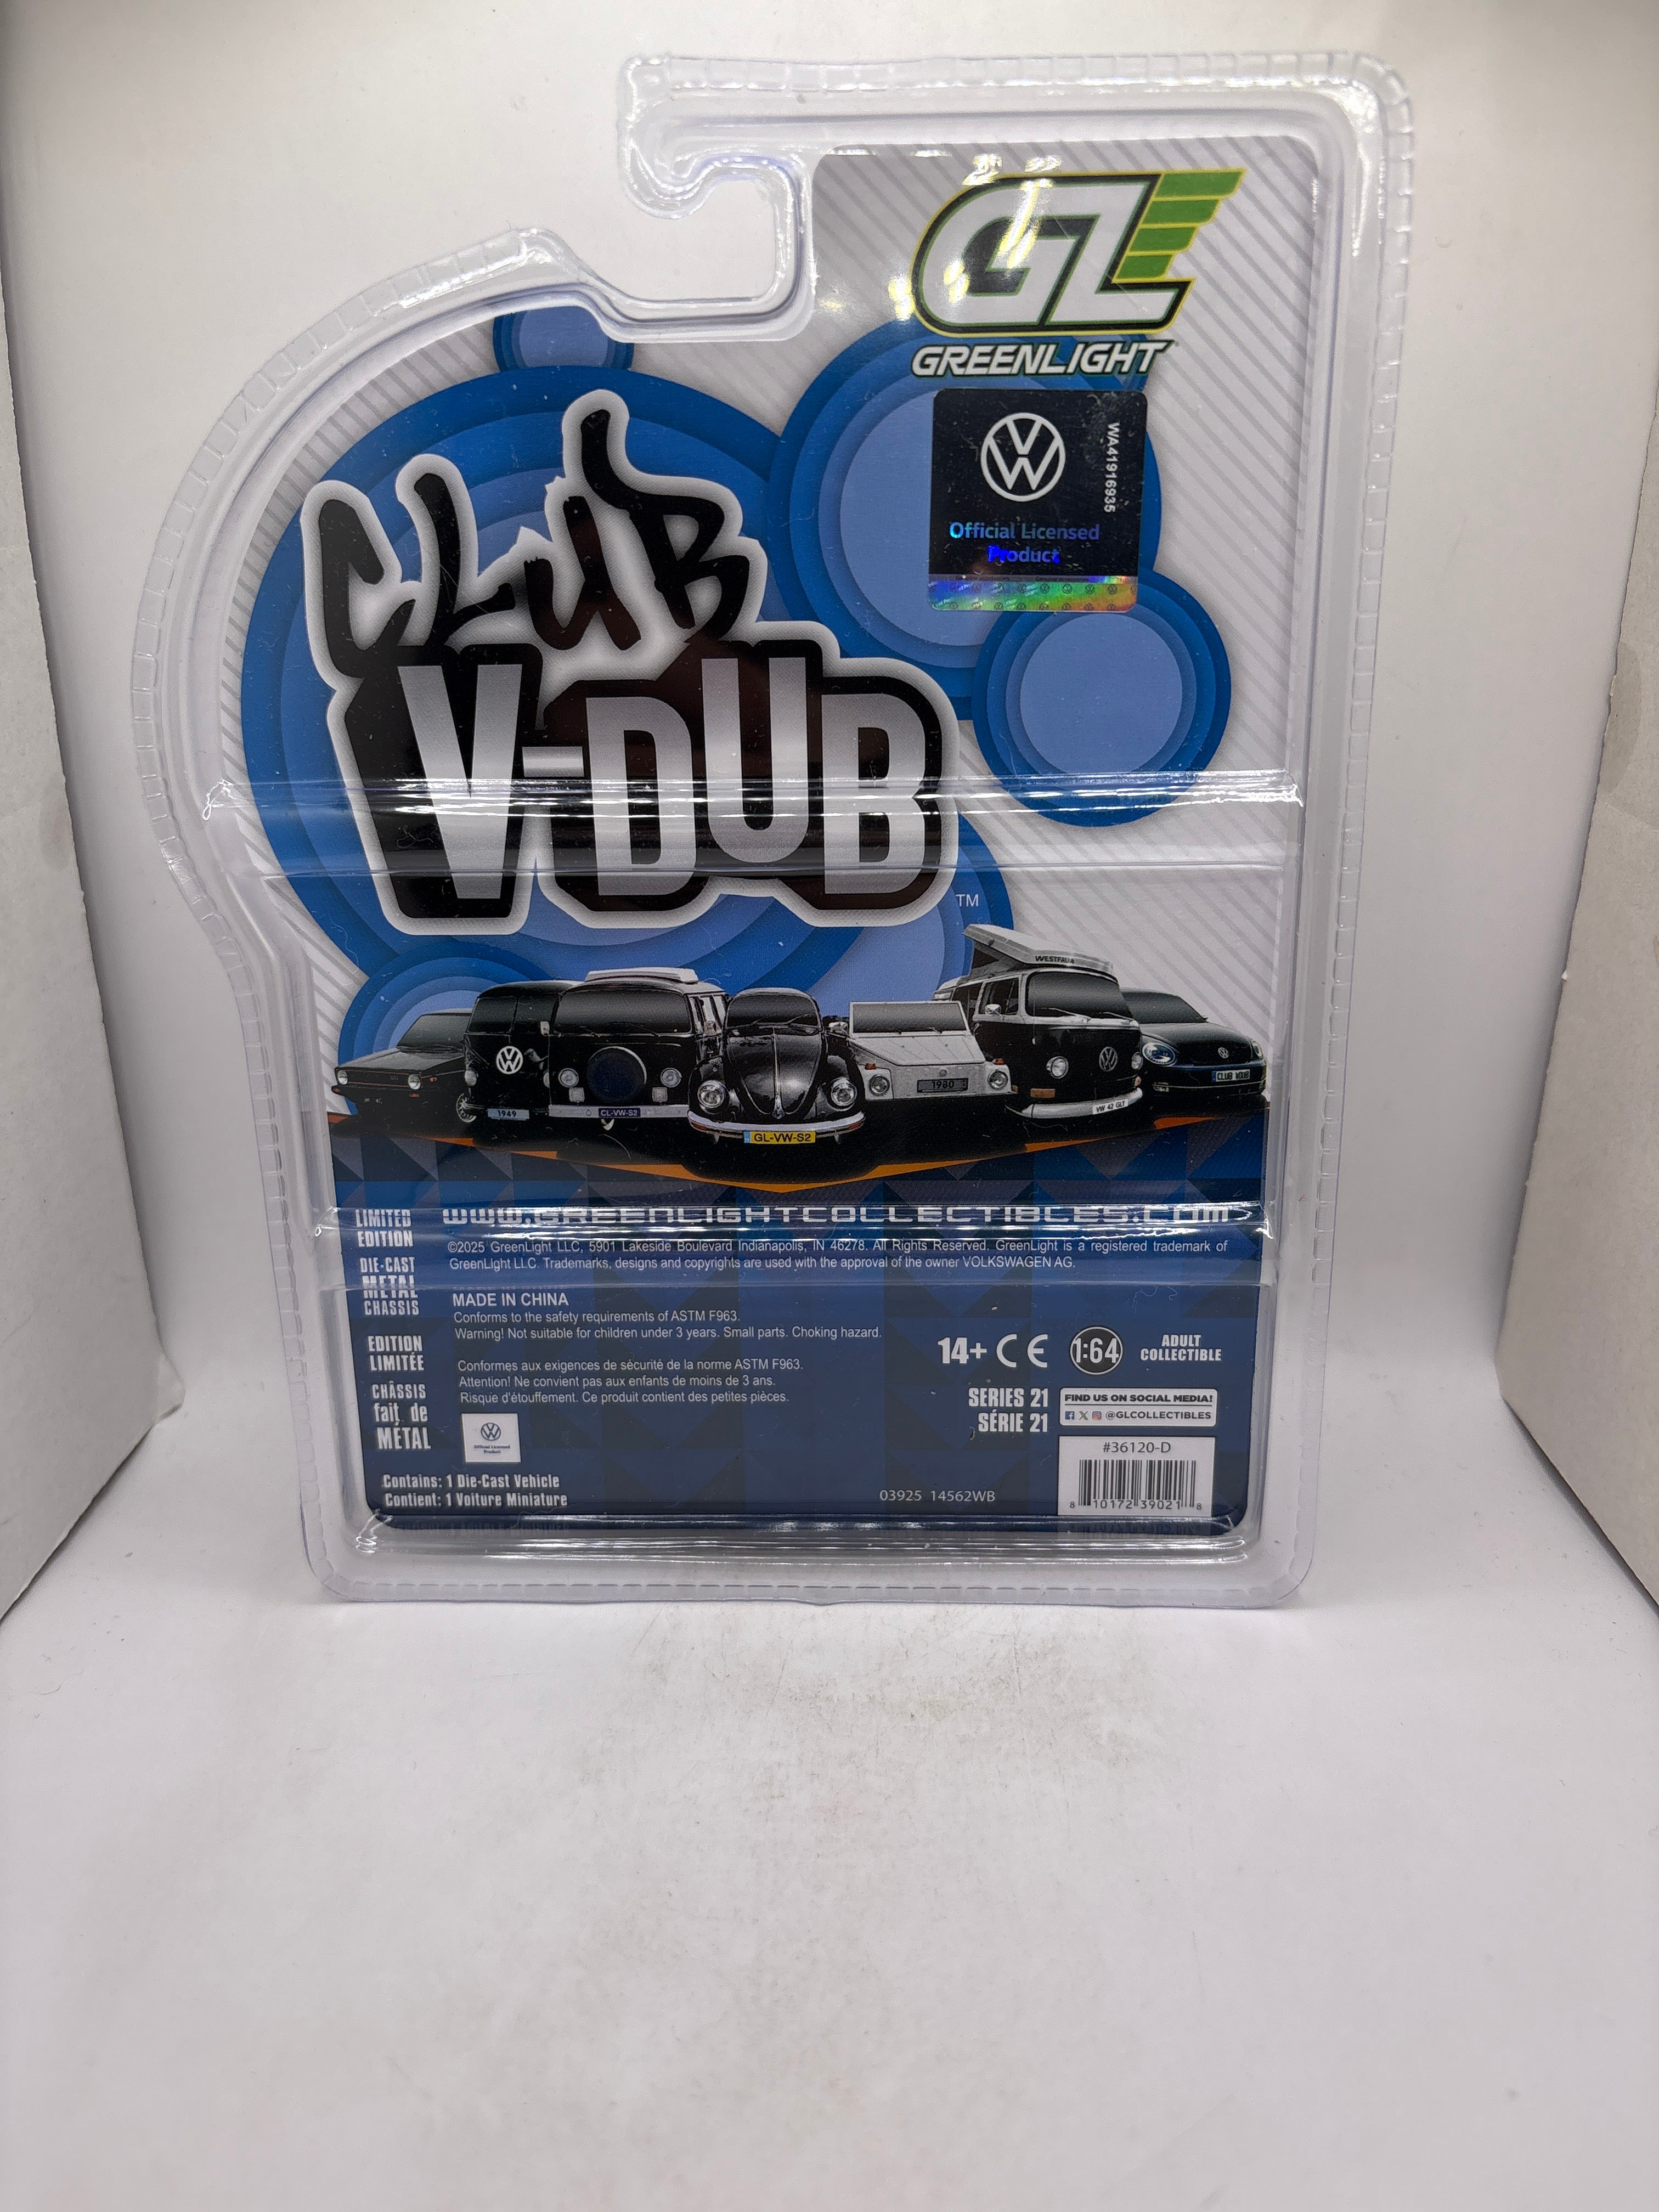 GL
GREENLIGHT
WA41916935
Official Licensed
Product
CLUB
V-DUB
TM
WESTFALIA
1949
CL-VW-S2
GL-VW-S2
1980
VW 42 GLT
LIMITED
EDITION
DIE-CAST
METAL
CHASSIS
EDITION
LIMITÉE
CHÂSSIS
fait de
MÉTAL
WWW.GREENLIGHTCOLLECTIBLES.COM
©2025 GreenLight LLC, 5901 Lakeside Boulevard Indianapolis, IN 46278. All Rights Reserved. GreenLight is a registered trademark of
GreenLight LLC. Trademarks, designs and copyrights are used with the approval of the owner VOLKSWAGEN AG.
MADE IN CHINA
Conforms to the safety requirements of ASTM F963.
Warning! Not suitable for children under 3 years. Small parts. Choking hazard.
Conformes aux exigences de sécurité de la norme ASTM F963.
Attention! Ne convient pas aux enfants de moins de 3 ans.
Risque d'étouffement. Ce produit contient des petites pièces.
Official Licensed
Product
Contains: 1 Die-Cast Vehicle
Contient: 1 Voiture Miniature
14+ CE 1:64 ADULT
COLLECTIBLE
SERIES 21
SÉRIE 21
FIND US ON SOCIAL MEDIA!
@GLCOLLECTIBLES
#36120-D
8 10172 39021 8
03925 14562WB